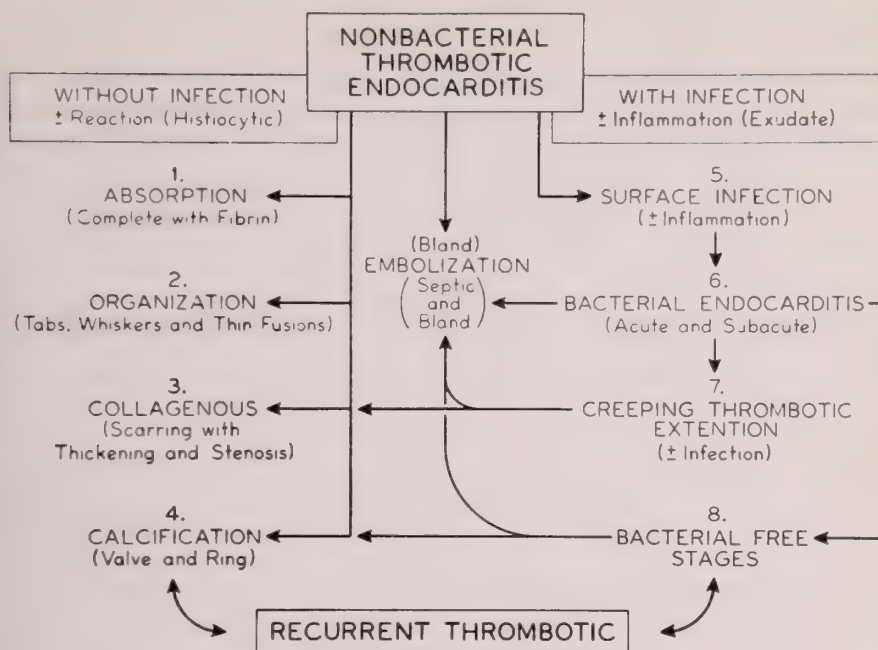 NONBACTERIAL
THROMBOTIC
ENDOCARDITIS
WITHOUT INFECTION
± Reaction (Histiocytic)
WITH INFECTION
± Inflammation (Exudate)
1.
ABSORPTION
(Complete with Fibrin)
2.
ORGANIZATION
(Tabs, Whiskers and Thin Fusions)
3.
COLLAGENOUS
(Scarring with
Thickening and Stenosis)
4.
CALCIFICATION
(Valve and Ring)
(Bland)
EMBOLIZATION
(Septic
and
Bland)
5.
SURFACE INFECTION
(± Inflammation)
6.
BACTERIAL ENDOCARDITIS
(Acute and Subacute)
7.
CREEPING THROMBOTIC
EXTENTION
(± Infection)
8.
BACTERIAL FREE
STAGES
RECURRENT THROMBOTIC